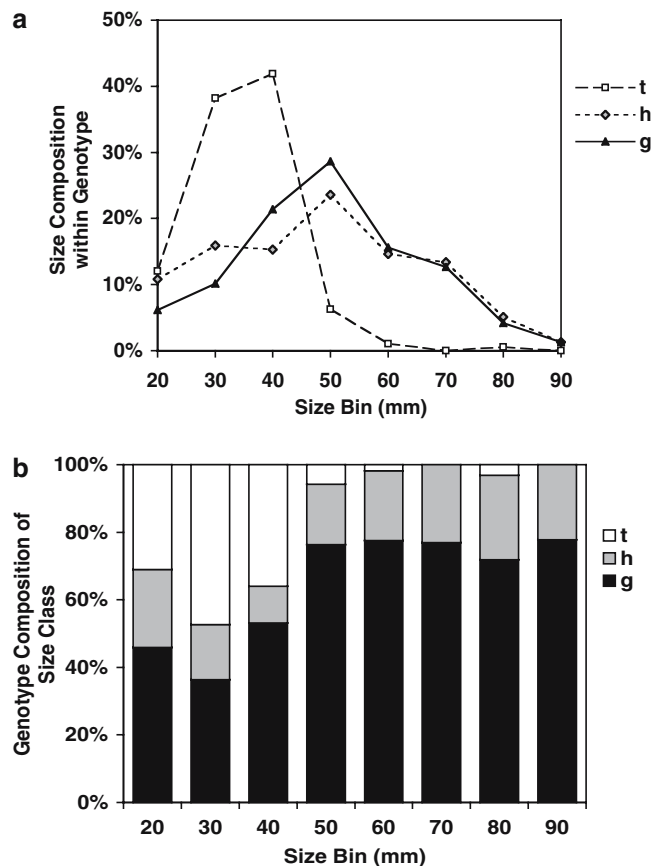 a
Size Composition
within Genotype
50%
40%
30%
20%
10%
0%
20 30 40 50 60 70 80 90
Size Bin (mm)
t
h
g
b
Genotype Composition of
Size Class
100%
80%
60%
40%
20%
0%
20 30 40 50 60 70 80 90
Size Bin (mm)
t
h
g